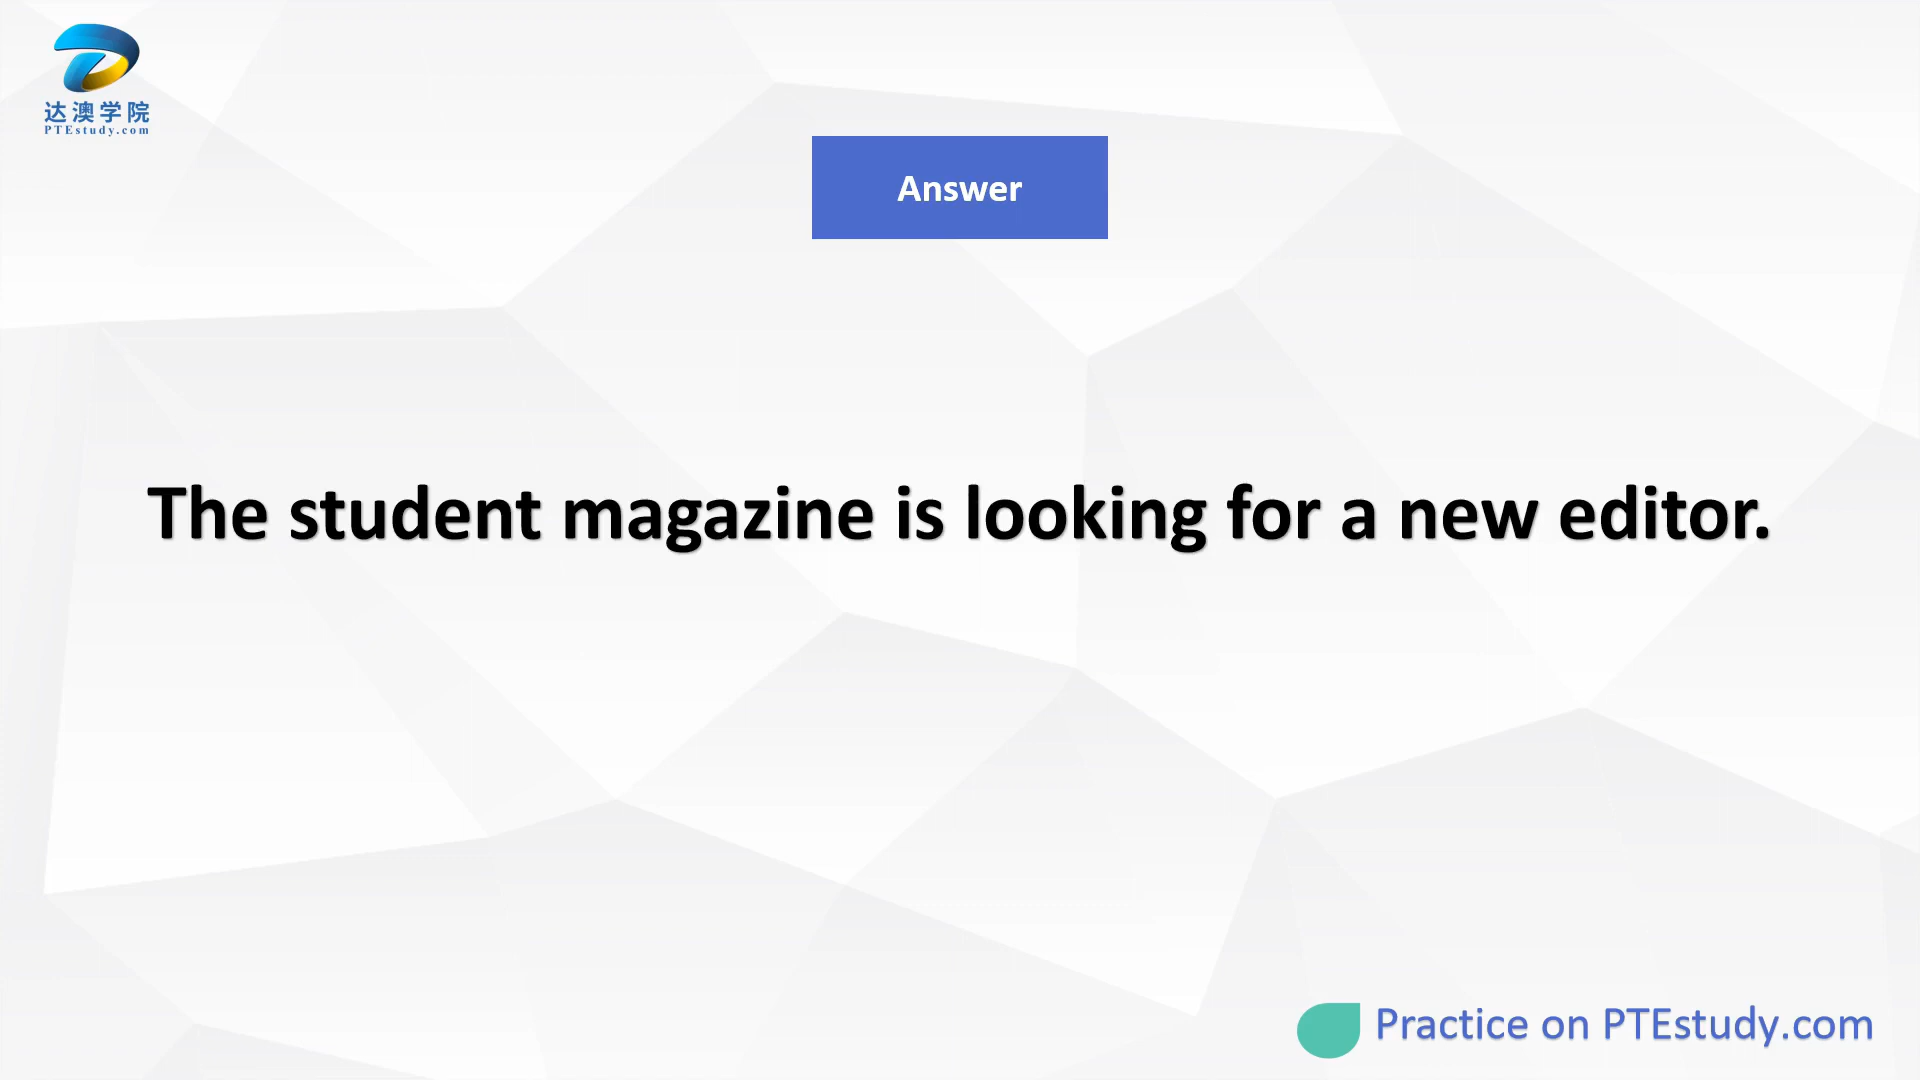 达澳学院
PTEstudy.com
Answer
The student magazine is looking for a new editor.
Practice on PTEstudy.com